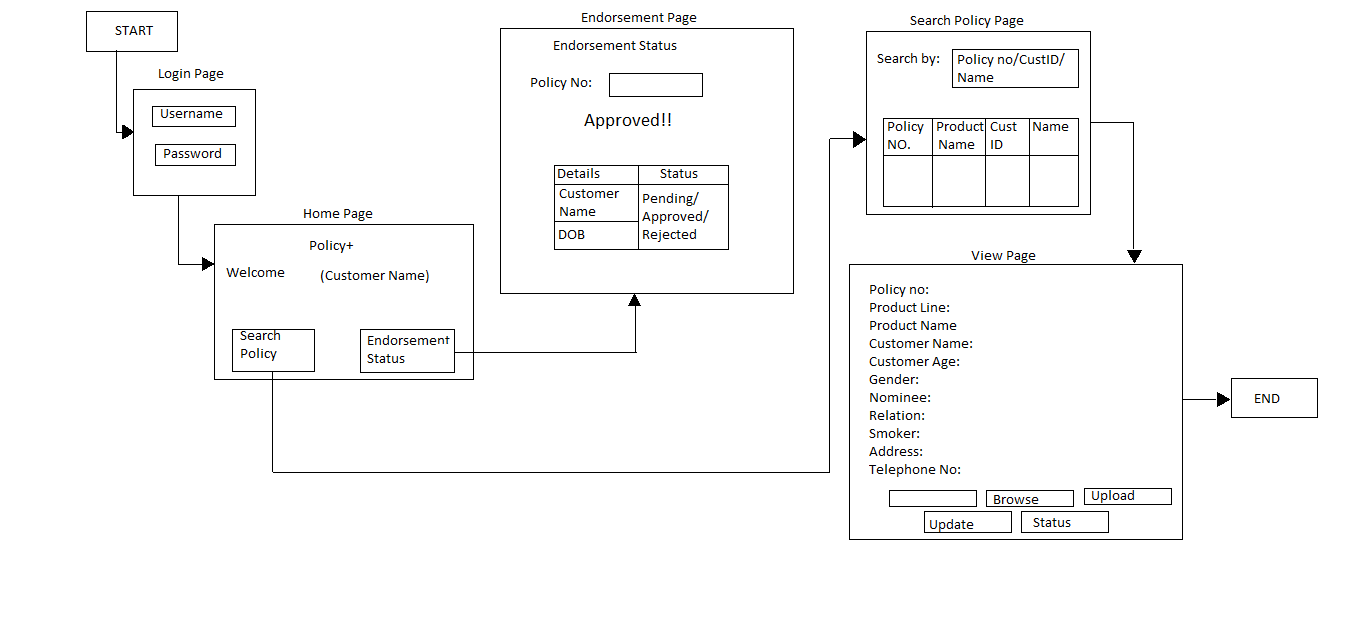 START
Login Page
Username
Password
Home Page
Policy+
Welcome
(Customer Name)
Search
Policy
Endorsement
Status
Endorsement Page
Endorsement Status
Policy No:
Approved!!
Details
Status
Customer
Name
DOB
Pending/
Approved/
Rejected
Search Policy Page
Search by:
Policy no/CustID/
Name
Policy
NO.
Product
Name
Cust
ID
Name
View Page
Policy no:
Product Line:
Product Name
Customer Name:
Customer Age:
Gender:
Nominee:
Relation:
Smoker:
Address:
Telephone No:
Browse
Upload
Update
Status
END